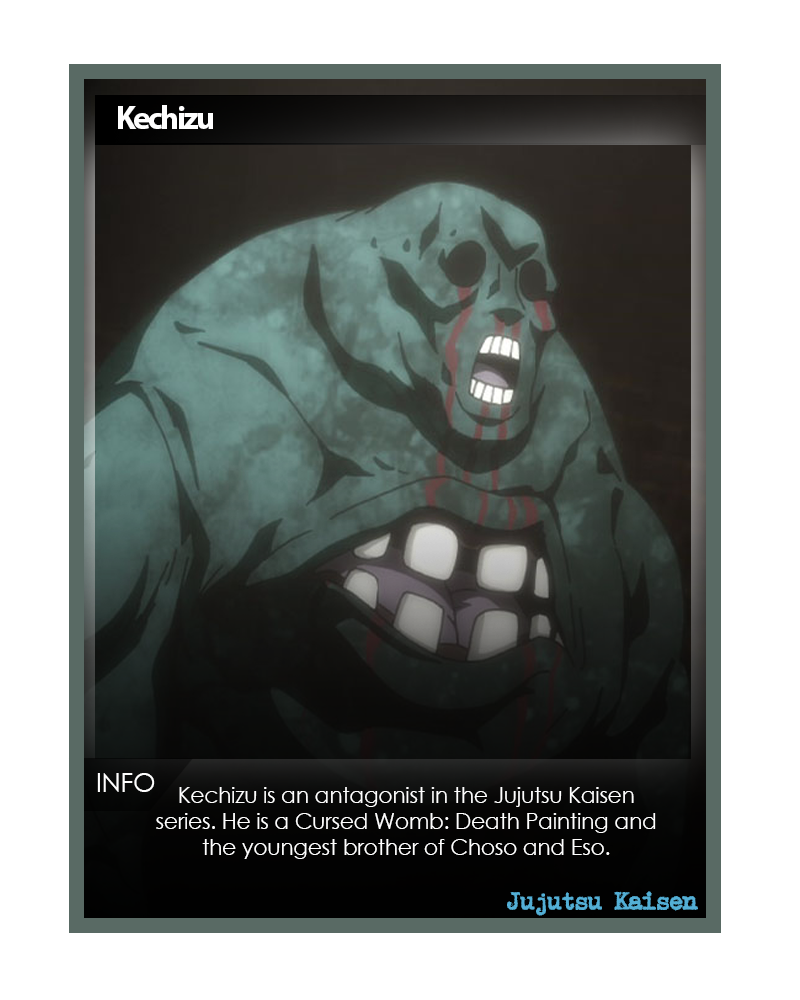 Kechizu
INFO
Kechizu is an antagonist in the Jujutsu Kaisen
series. He is a Cursed Womb: Death Painting and
the youngest brother of Choso and Eso.
Jujutsu Kaisen